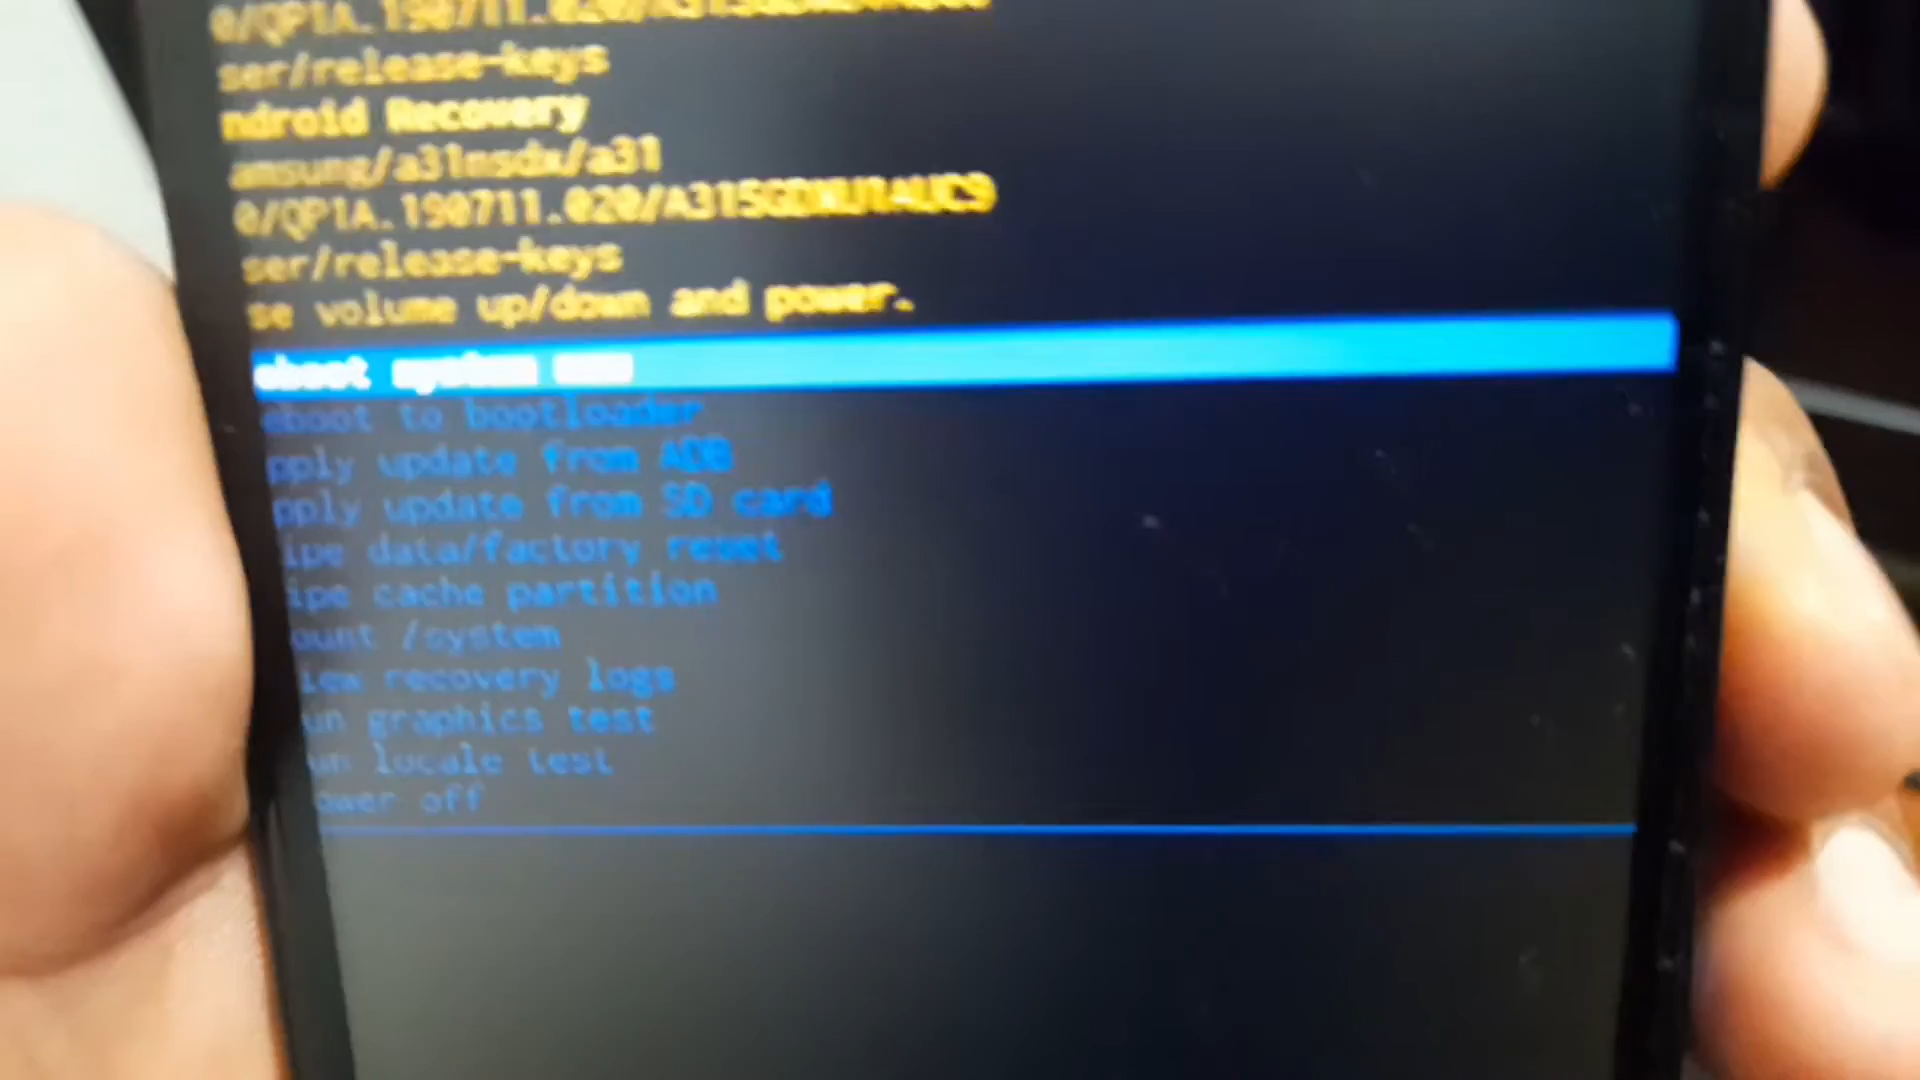 ser/release-keys
ndroid Recovery
amsung/a31nsdx/a31
0/QP1A.190711.020/A315GDXU1AUC9
ser/release-keys
se volume up/down and power.
eboot system now
eboot to bootloader
pply update from ADB
pply update from SD card
ipe data/factory reset
ipe cache partition
ount /system
iew recovery logs
un graphics test
un locale test
ower off